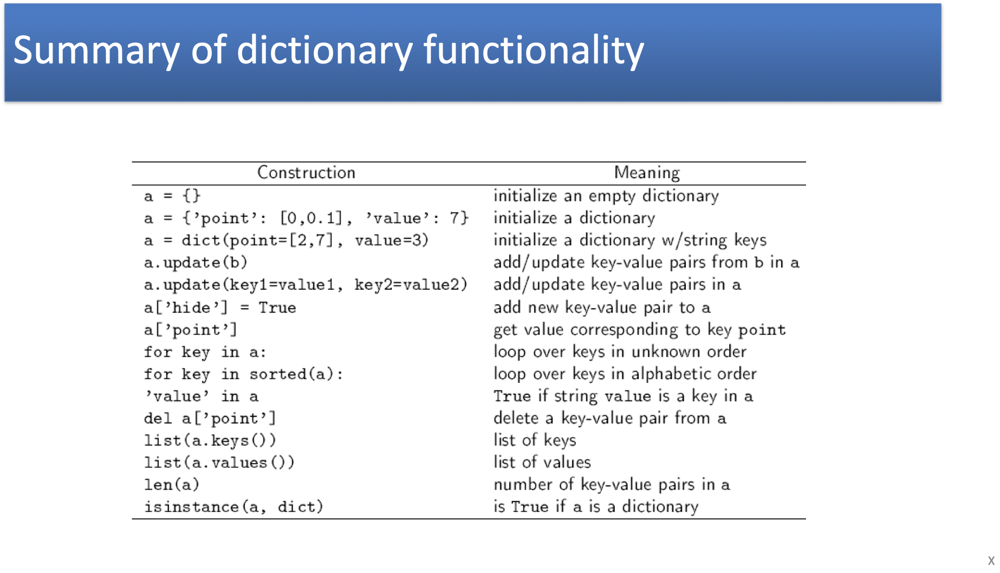 Summary of dictionary functionality
Construction Meaning
a = {} initialize an empty dictionary
a = {’point’: [0,0.1], ’value’: 7} initialize a dictionary
a = dict(point=[2,7], value=3) initialize a dictionary w/string keys
a.update(b) add/update key-value pairs from b in a
a.update(key1=value1, key2=value2) add/update key-value pairs in a
a[’hide’] = True add new key-value pair to a
a[’point’] get value corresponding to key point
for key in a: loop over keys in unknown order
for key in sorted(a): loop over keys in alphabetic order
’value’ in a True if string value is a key in a
del a[’point’] delete a key-value pair from a
list(a.keys()) list of keys
list(a.values()) list of values
len(a) number of key-value pairs in a
isinstance(a, dict) is True if a is a dictionary
x